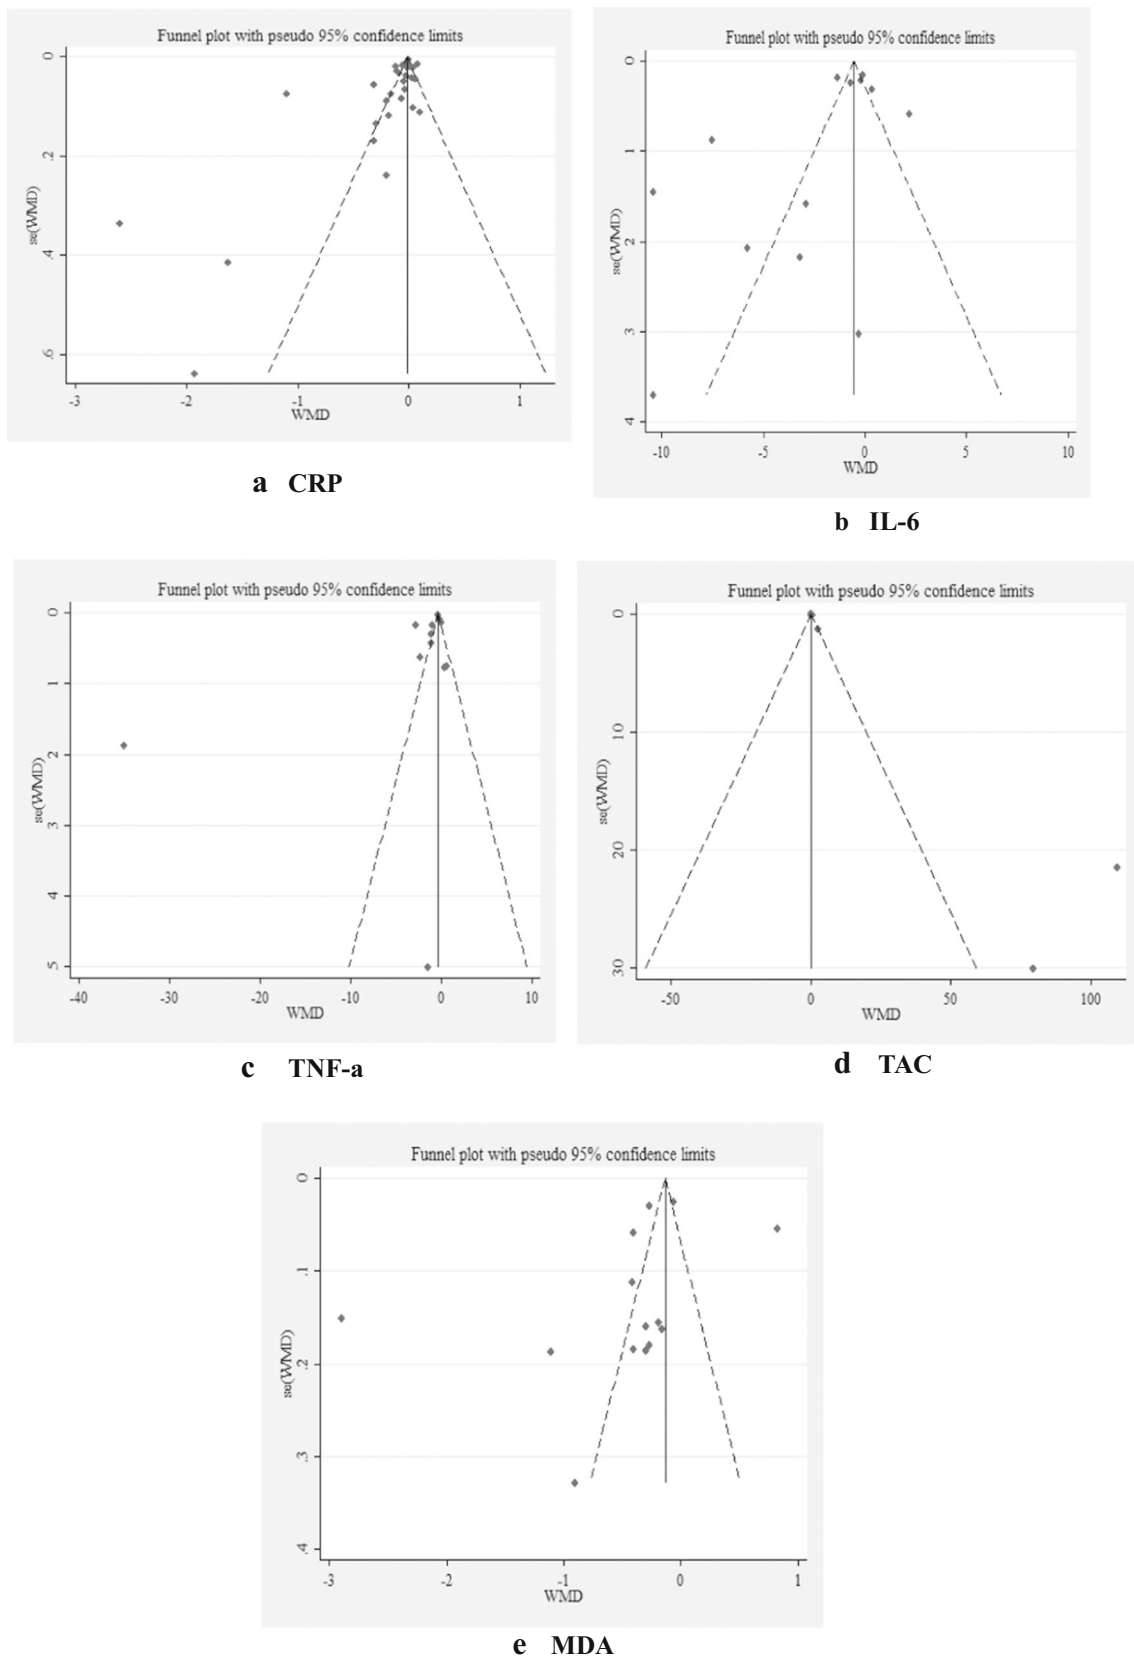 Funnel plot with pseudo 95% confidence limits
0
.2
.4
.6
se(WMD)
-3 -2 -1 0 1
WMD
a CRP
Funnel plot with pseudo 95% confidence limits
0
1
2
3
4
se(WMD)
-10 -5 0 5 10
WMD
b IL-6
Funnel plot with pseudo 95% confidence limits
0
1
2
3
4
5
se(WMD)
-40 -30 -20 -10 0 10
WMD
c TNF-a
Funnel plot with pseudo 95% confidence limits
0
10
20
30
se(WMD)
-50 0 50 100
WMD
d TAC
Funnel plot with pseudo 95% confidence limits
0
.1
.2
.3
.4
se(WMD)
-3 -2 -1 0 1
WMD
e MDA